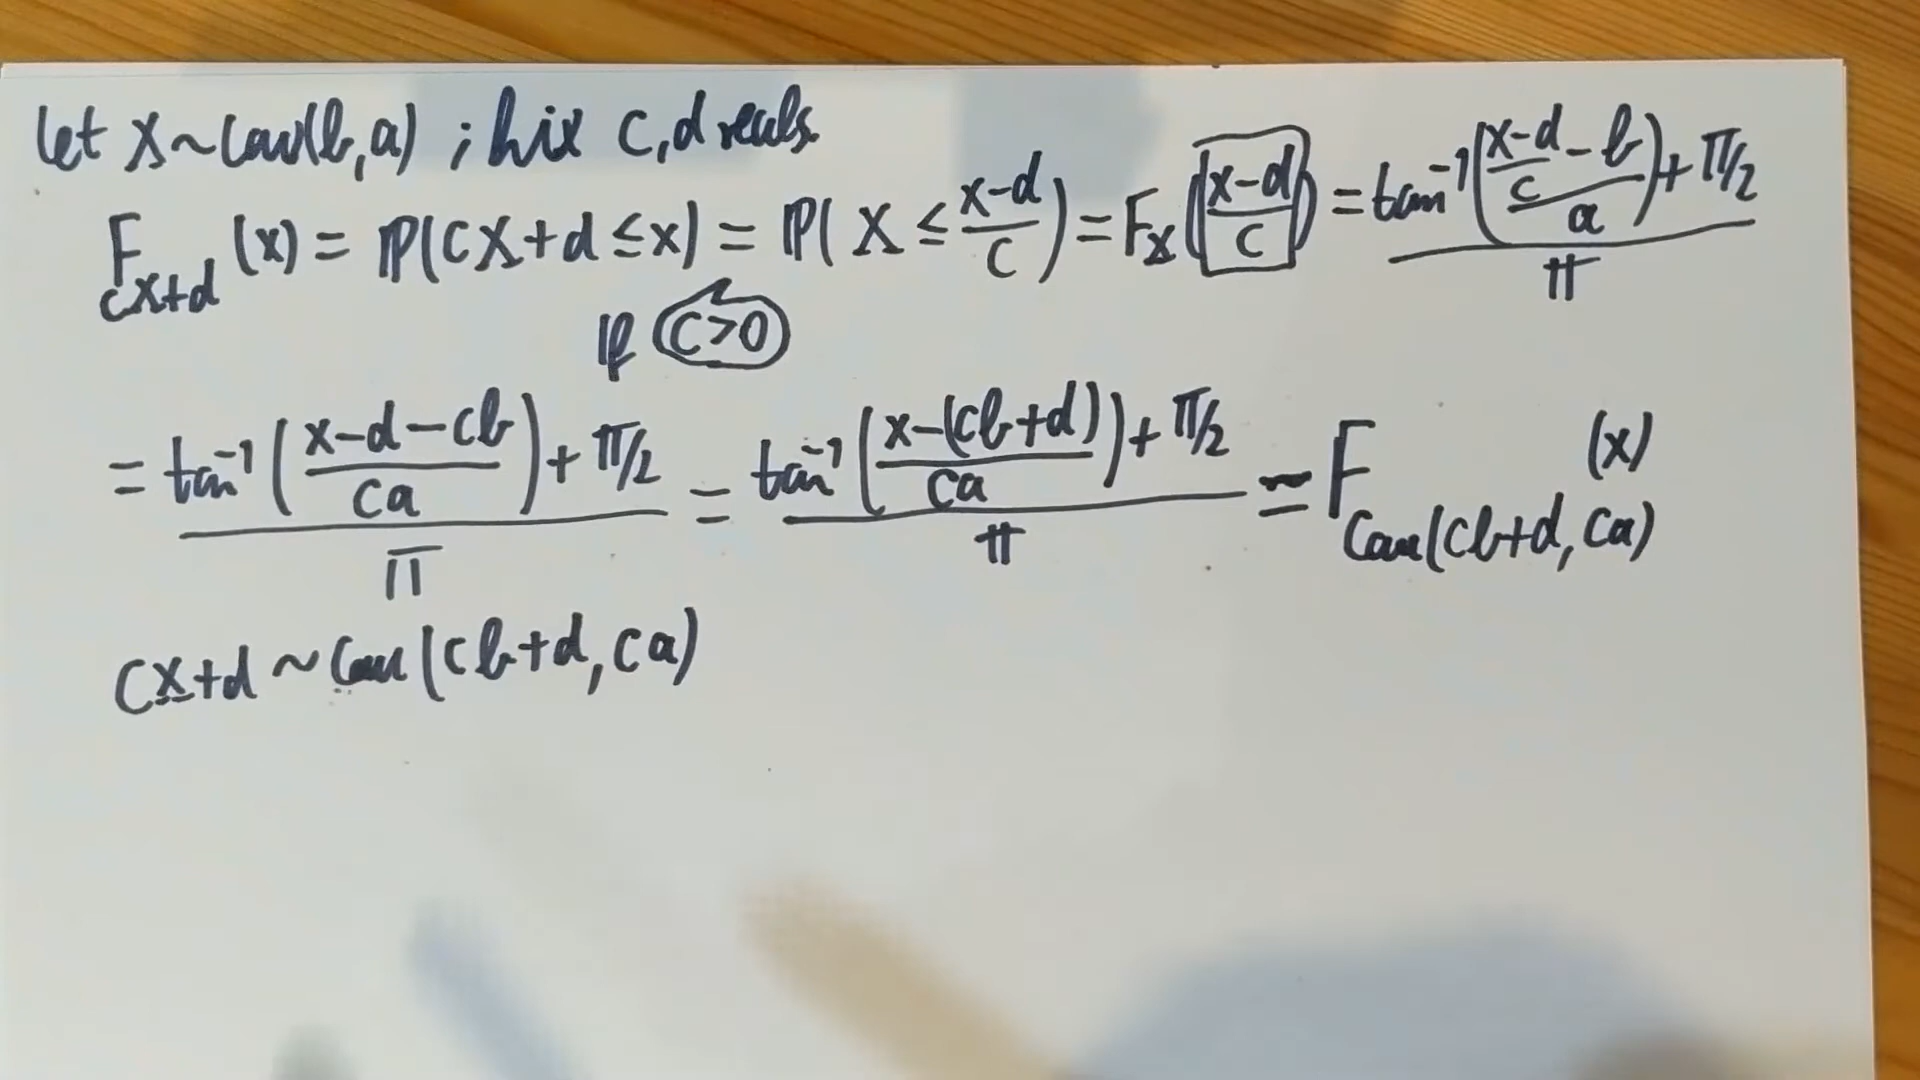 let X~Cau(b,a) ; fix c,d reals.
F_{cX+d}(x) = ℙ(cX+d ≤ x) = ℙ(X ≤ (x-d)/c) = F_X((x-d)/c) = (tan⁻¹(((x-d)/c - b)/a) + π/2)/π
If c>0
= (tan⁻¹((x-d-cb)/(ca)) + π/2)/π = (tan⁻¹((x-(cb+d))/(ca)) + π/2)/π = F_{Cau(cb+d, ca)}(x)
cX+d ~ Cau(cb+d, ca)